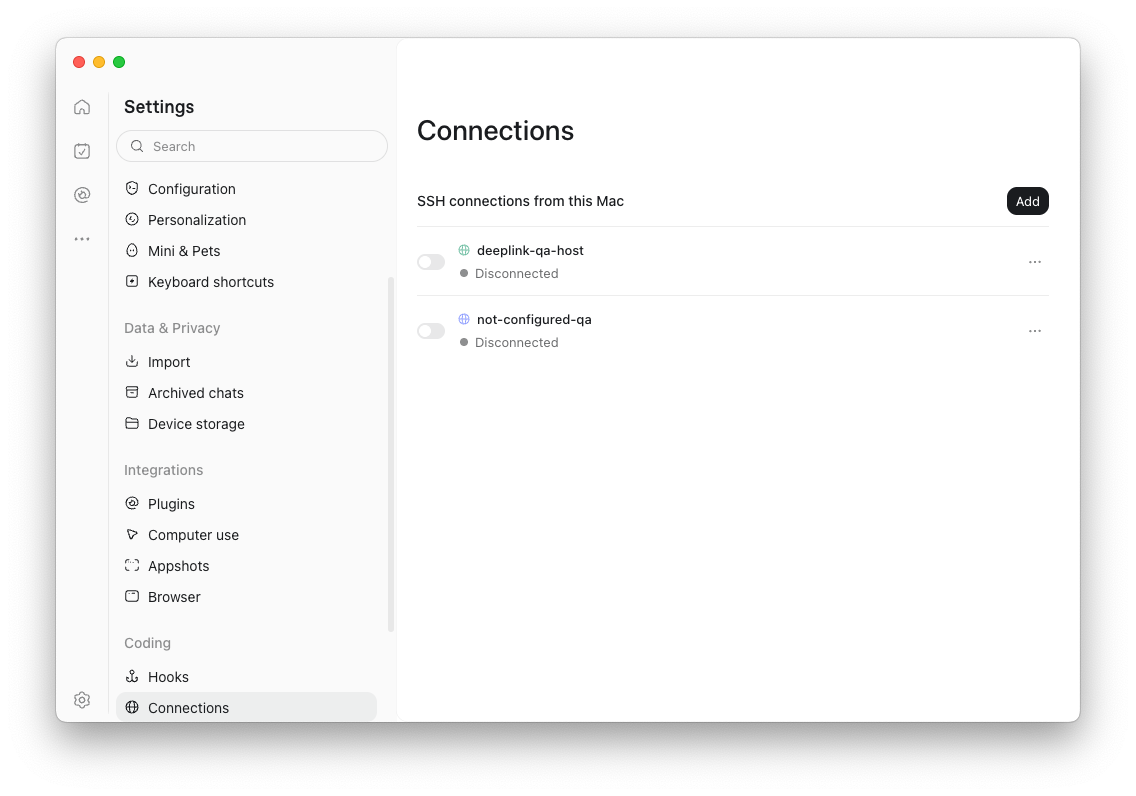 Settings
Search
Configuration
Personalization
Mini & Pets
Keyboard shortcuts
Data & Privacy
Import
Archived chats
Device storage
Integrations
Plugins
Computer use
Appshots
Browser
Coding
Hooks
Connections
Connections
SSH connections from this Mac
Add
deeplink-qa-host
Disconnected
not-configured-qa
Disconnected